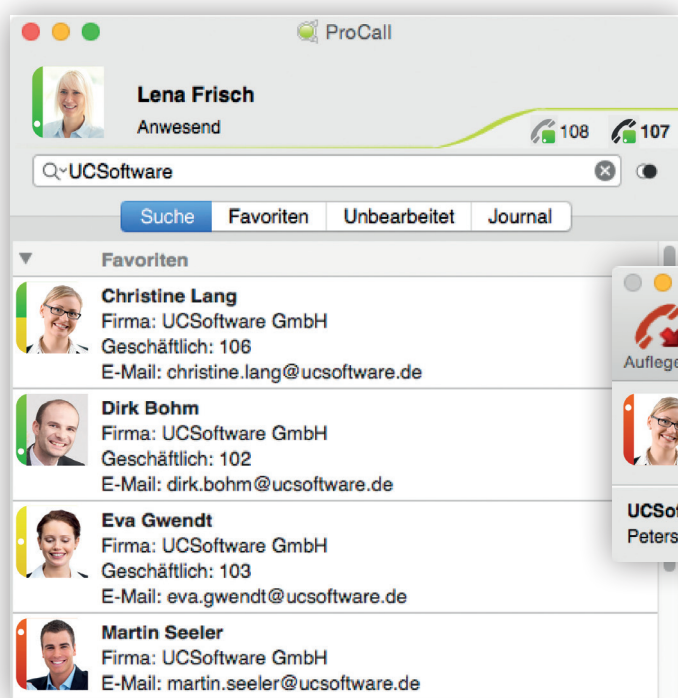 ProCall
Lena Frisch
Anwesend
108 107
UCSoftware
Suche Favoriten Unbearbeitet Journal
Favoriten
Christine Lang
Firma: UCSoftware GmbH
Geschäftlich: 106
E-Mail: christine.lang@ucsoftware.de
Dirk Bohm
Firma: UCSoftware GmbH
Geschäftlich: 102
E-Mail: dirk.bohm@ucsoftware.de
Eva Gwendt
Firma: UCSoftware GmbH
Geschäftlich: 103
E-Mail: eva.gwendt@ucsoftware.de
Martin Seeler
Firma: UCSoftware GmbH
E-Mail: martin.seeler@ucsoftware.de
Auflege
UCSof
Peters